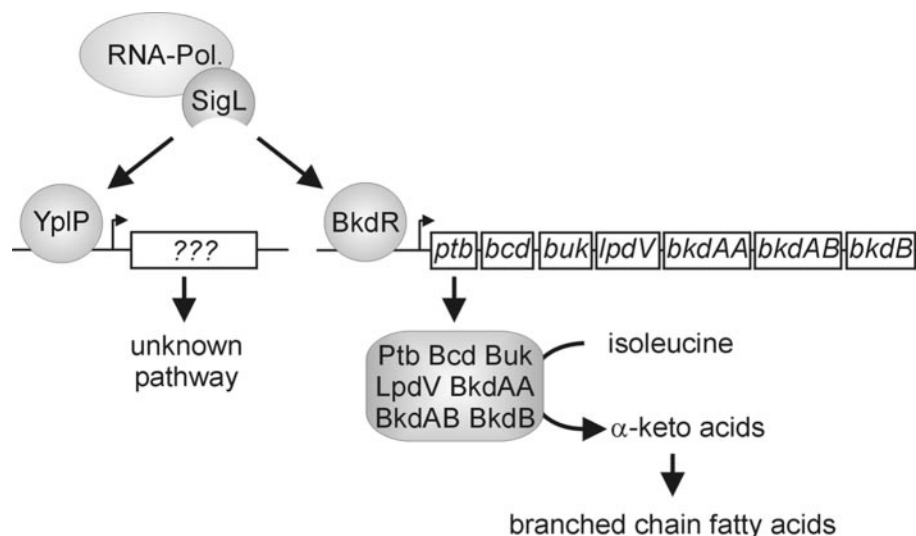 RNA-Pol.
SigL
YplP
BkdR
???
ptb bcd buk lpdV bkdAA bkdAB bkdB
unknown
pathway
Ptb Bcd Buk
LpdV BkdAA
BkdAB BkdB
isoleucine
α-keto acids
branched chain fatty acids